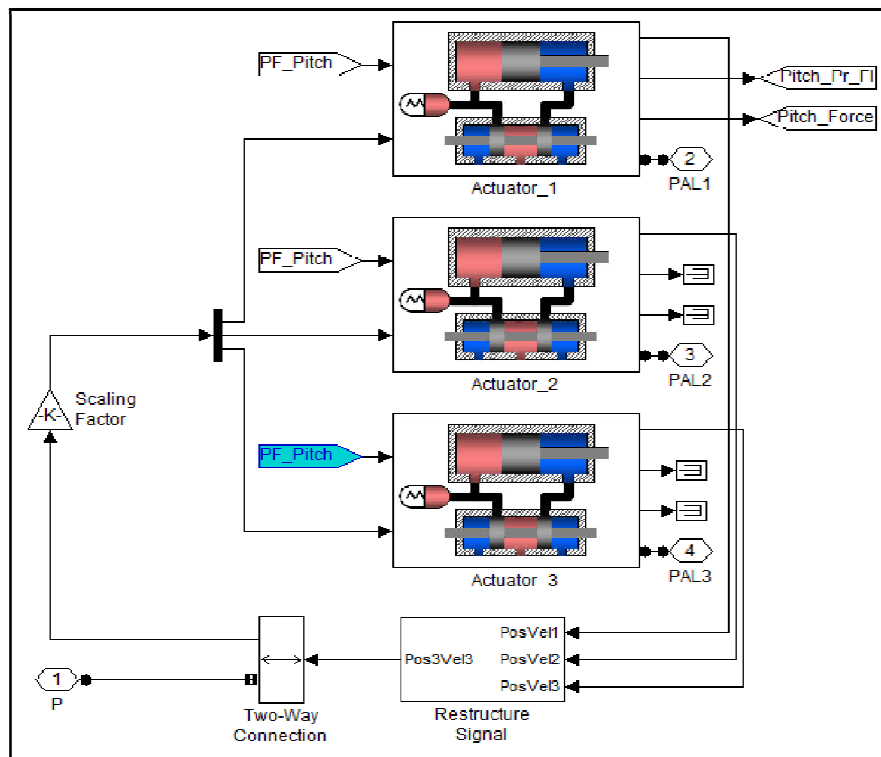 PF_Pitch
Pitch_Pr_Fl
Pitch_Force
2
PAL1
Actuator_1
PF_Pitch
3
PAL2
Actuator_2
-K-
Scaling
Factor
PF_Pitch
4
PAL3
Actuator_3
PosVel1
Pos3Vel3
PosVel2
PosVel3
1
P
Two-Way
Connection
Restructure
Signal